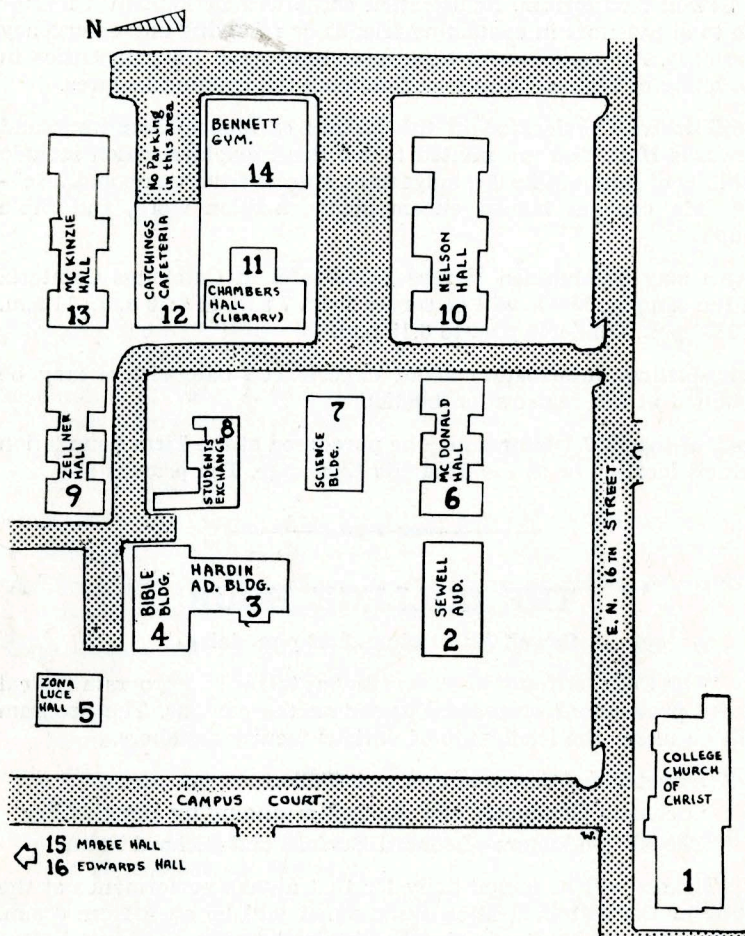 N
No Parking
in this area
BENNETT
GYM.
14
MC KINZIE
HALL
13
CATCHINGS
CAFETERIA
12
11
CHAMBERS
HALL
(LIBRARY)
NELSON
HALL
10
ZELLNER
HALL
9
STUDENTS
EXCHANGE
8
7
SCIENCE
BLDG.
MC DONALD
HALL
6
E. N. 16TH STREET
BIBLE
BLDG.
4
HARDIN
AD. BLDG.
3
SEWELL
AUD.
2
ZONA
LUCE
HALL
5
COLLEGE
CHURCH
OF
CHRIST
1
CAMPUS COURT
W.
15 MABEE HALL
16 EDWARDS HALL